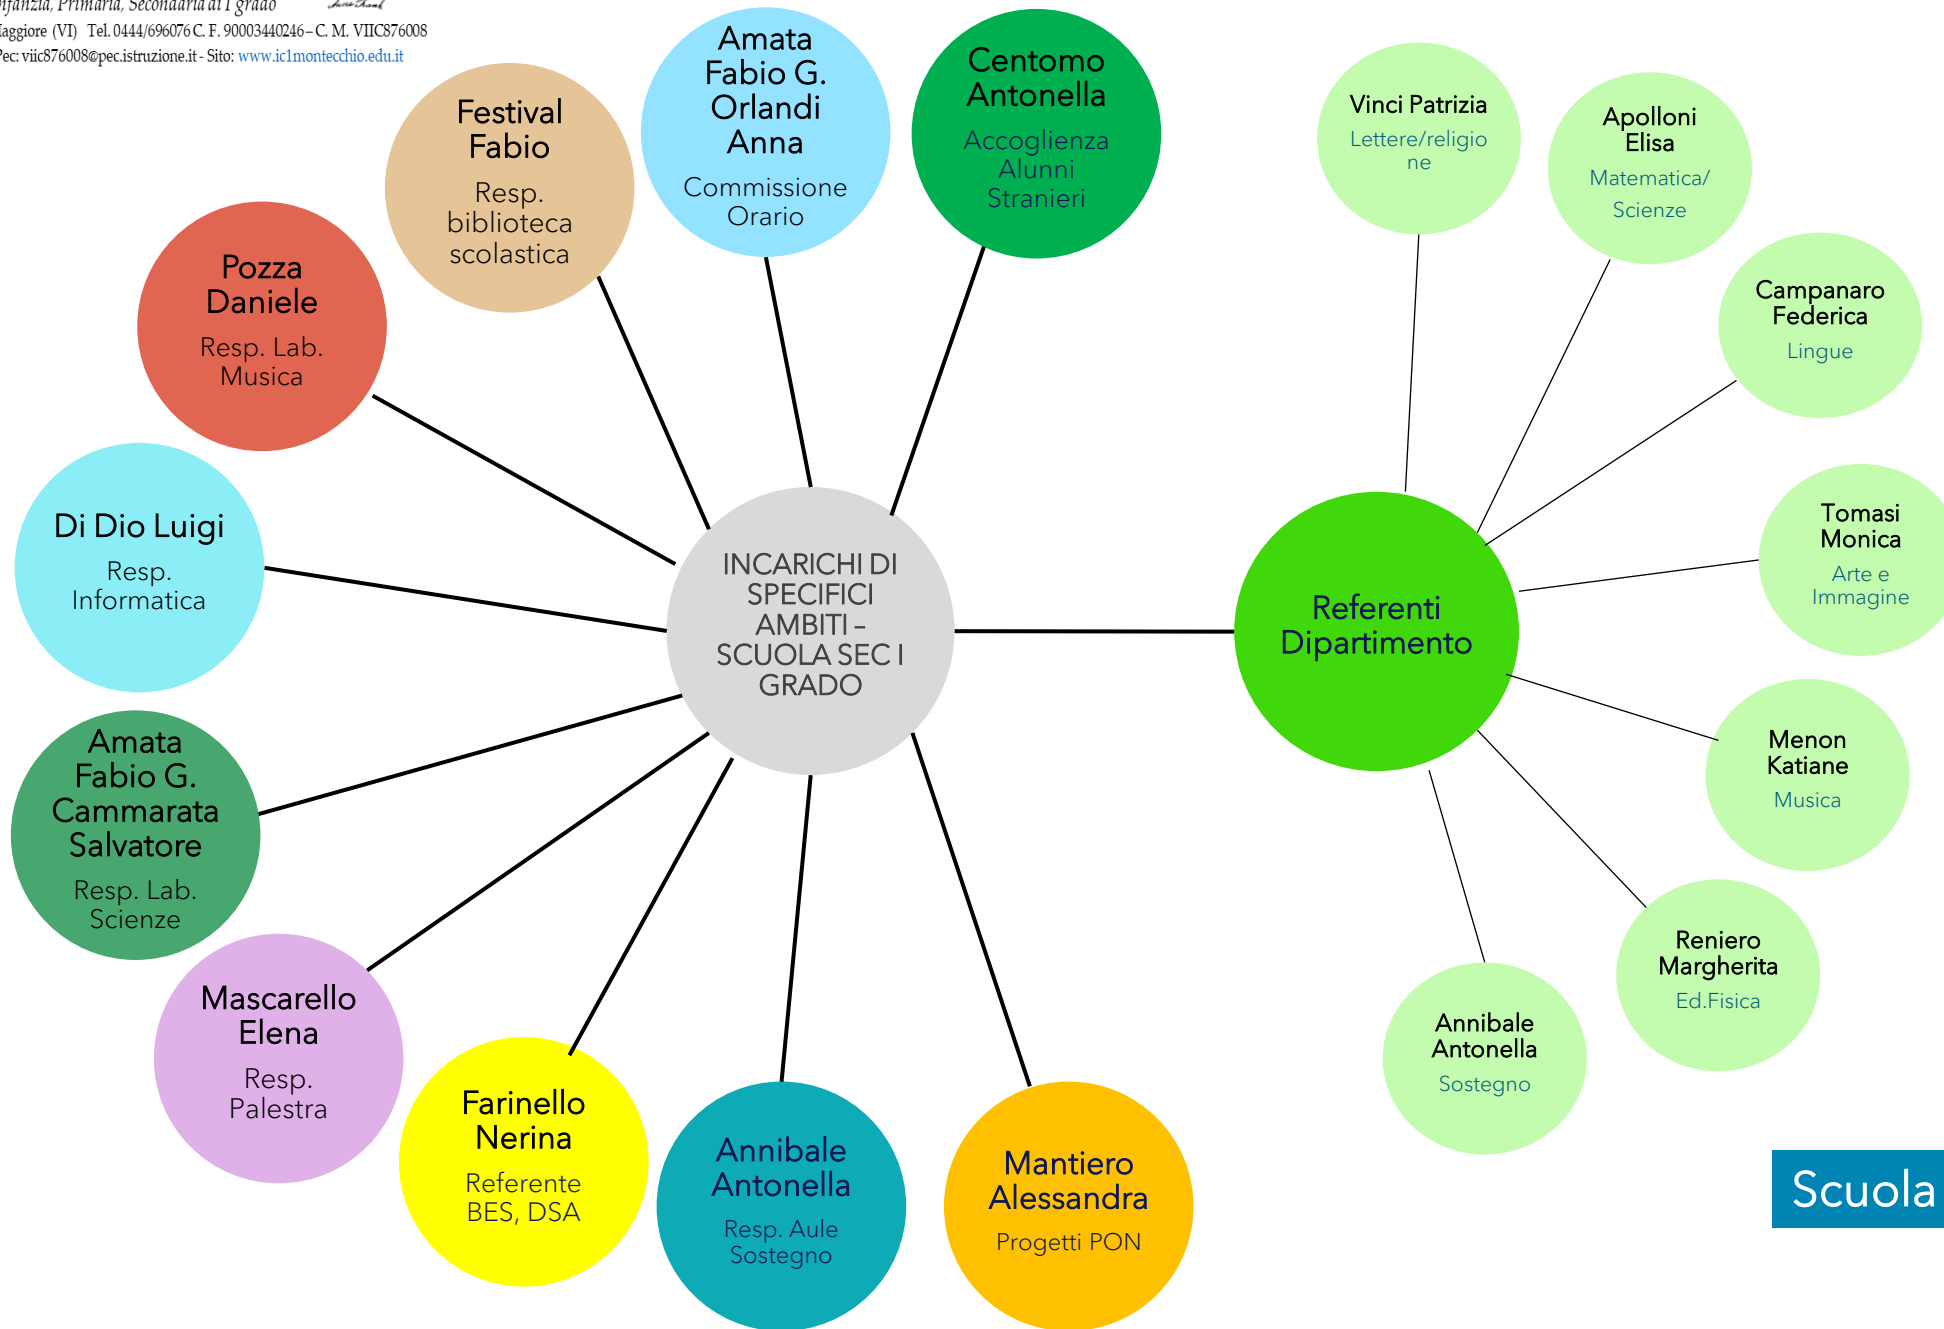 Primaria, Secondaria di I grado
(VI) Tel. 0444/696076 C. F. 90003440246 – C. M. VIIC876008
Pec: viic876008@pec.istruzione.it - Sito: www.ic1montecchio.edu.it
Festival
Fabio
Resp.
biblioteca
scolastica
Amata
Fabio G.
Orlandi
Anna
Commissione
Orario
Centomo
Antonella
Accoglienza
Alunni
Stranieri
Pozza
Daniele
Resp. Lab.
Musica
Di Dio Luigi
Resp.
Informatica
Amata
Fabio G.
Cammarata
Salvatore
Resp. Lab.
Scienze
Mascarello
Elena
Resp.
Palestra
Farinello
Nerina
Referente
BES, DSA
Annibale
Antonella
Resp. Aule
Sostegno
Mantiero
Alessandra
Progetti PON
INCARICHI DI
SPECIFICI
AMBITI –
SCUOLA SEC I
GRADO
Referenti
Dipartimento
Vinci Patrizia
Lettere/religio
ne
Apolloni
Elisa
Matematica/
Scienze
Campanaro
Federica
Lingue
Tomasi
Monica
Arte e
Immagine
Menon
Katiane
Musica
Reniero
Margherita
Ed.Fisica
Annibale
Antonella
Sostegno
Scuola